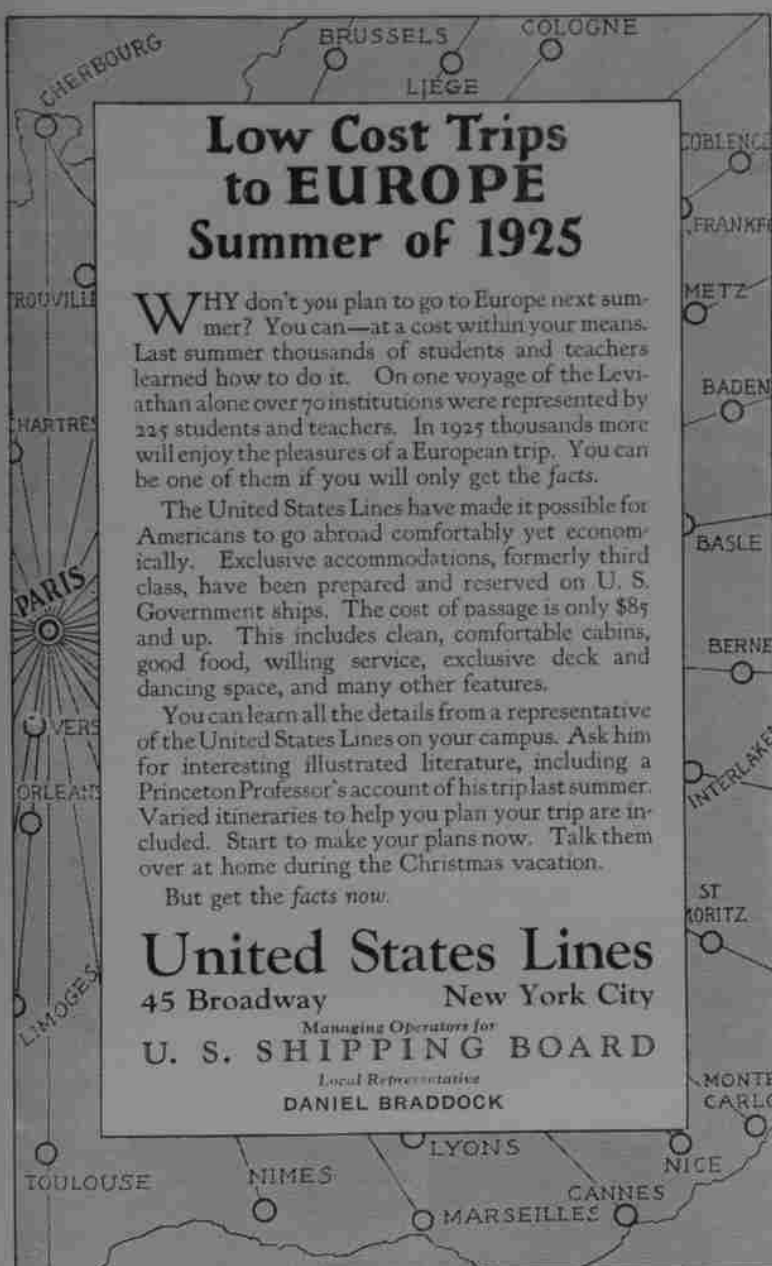 CHERBOURG
BRUSSELS
COLOGNE
LIÉGE
Low Cost Trips
to EUROPE
Summer of 1925
COBLENCE
FRANKFO
TROUVILL
METZ
WHY don't you plan to go to Europe next sum-
mer? You can—at a cost within your means.
Last summer thousands of students and teachers
learned how to do it. On one voyage of the Levi-
athan alone over 70 institutions were represented by
225 students and teachers. In 1925 thousands more
will enjoy the pleasures of a European trip. You can
be one of them if you will only get the facts.
BADEN
CHARTRES
The United States Lines have made it possible for
Americans to go abroad comfortably yet econom-
ically. Exclusive accommodations, formerly third
class, have been prepared and reserved on U. S.
Government ships. The cost of passage is only $85
and up. This includes clean, comfortable cabins,
good food, willing service, exclusive deck and
dancing space, and many other features.
BASLE
PARIS
BERNE
You can learn all the details from a representative
of the United States Lines on your campus. Ask him
for interesting illustrated literature, including a
Princeton Professor's account of his trip last summer.
Varied itineraries to help you plan your trip are in-
cluded. Start to make your plans now. Talk them
over at home during the Christmas vacation.
But get the facts now.
VERS
ORLEANS
INTERLAKEN
ST
MORITZ
United States Lines
45 Broadway New York City
Managing Operators for
U. S. SHIPPING BOARD
Local Representative
DANIEL BRADDOCK
LIMOGES
MONTE
CARLO
LYONS
NICE
TOULOUSE
NIMES
CANNES
MARSEILLES